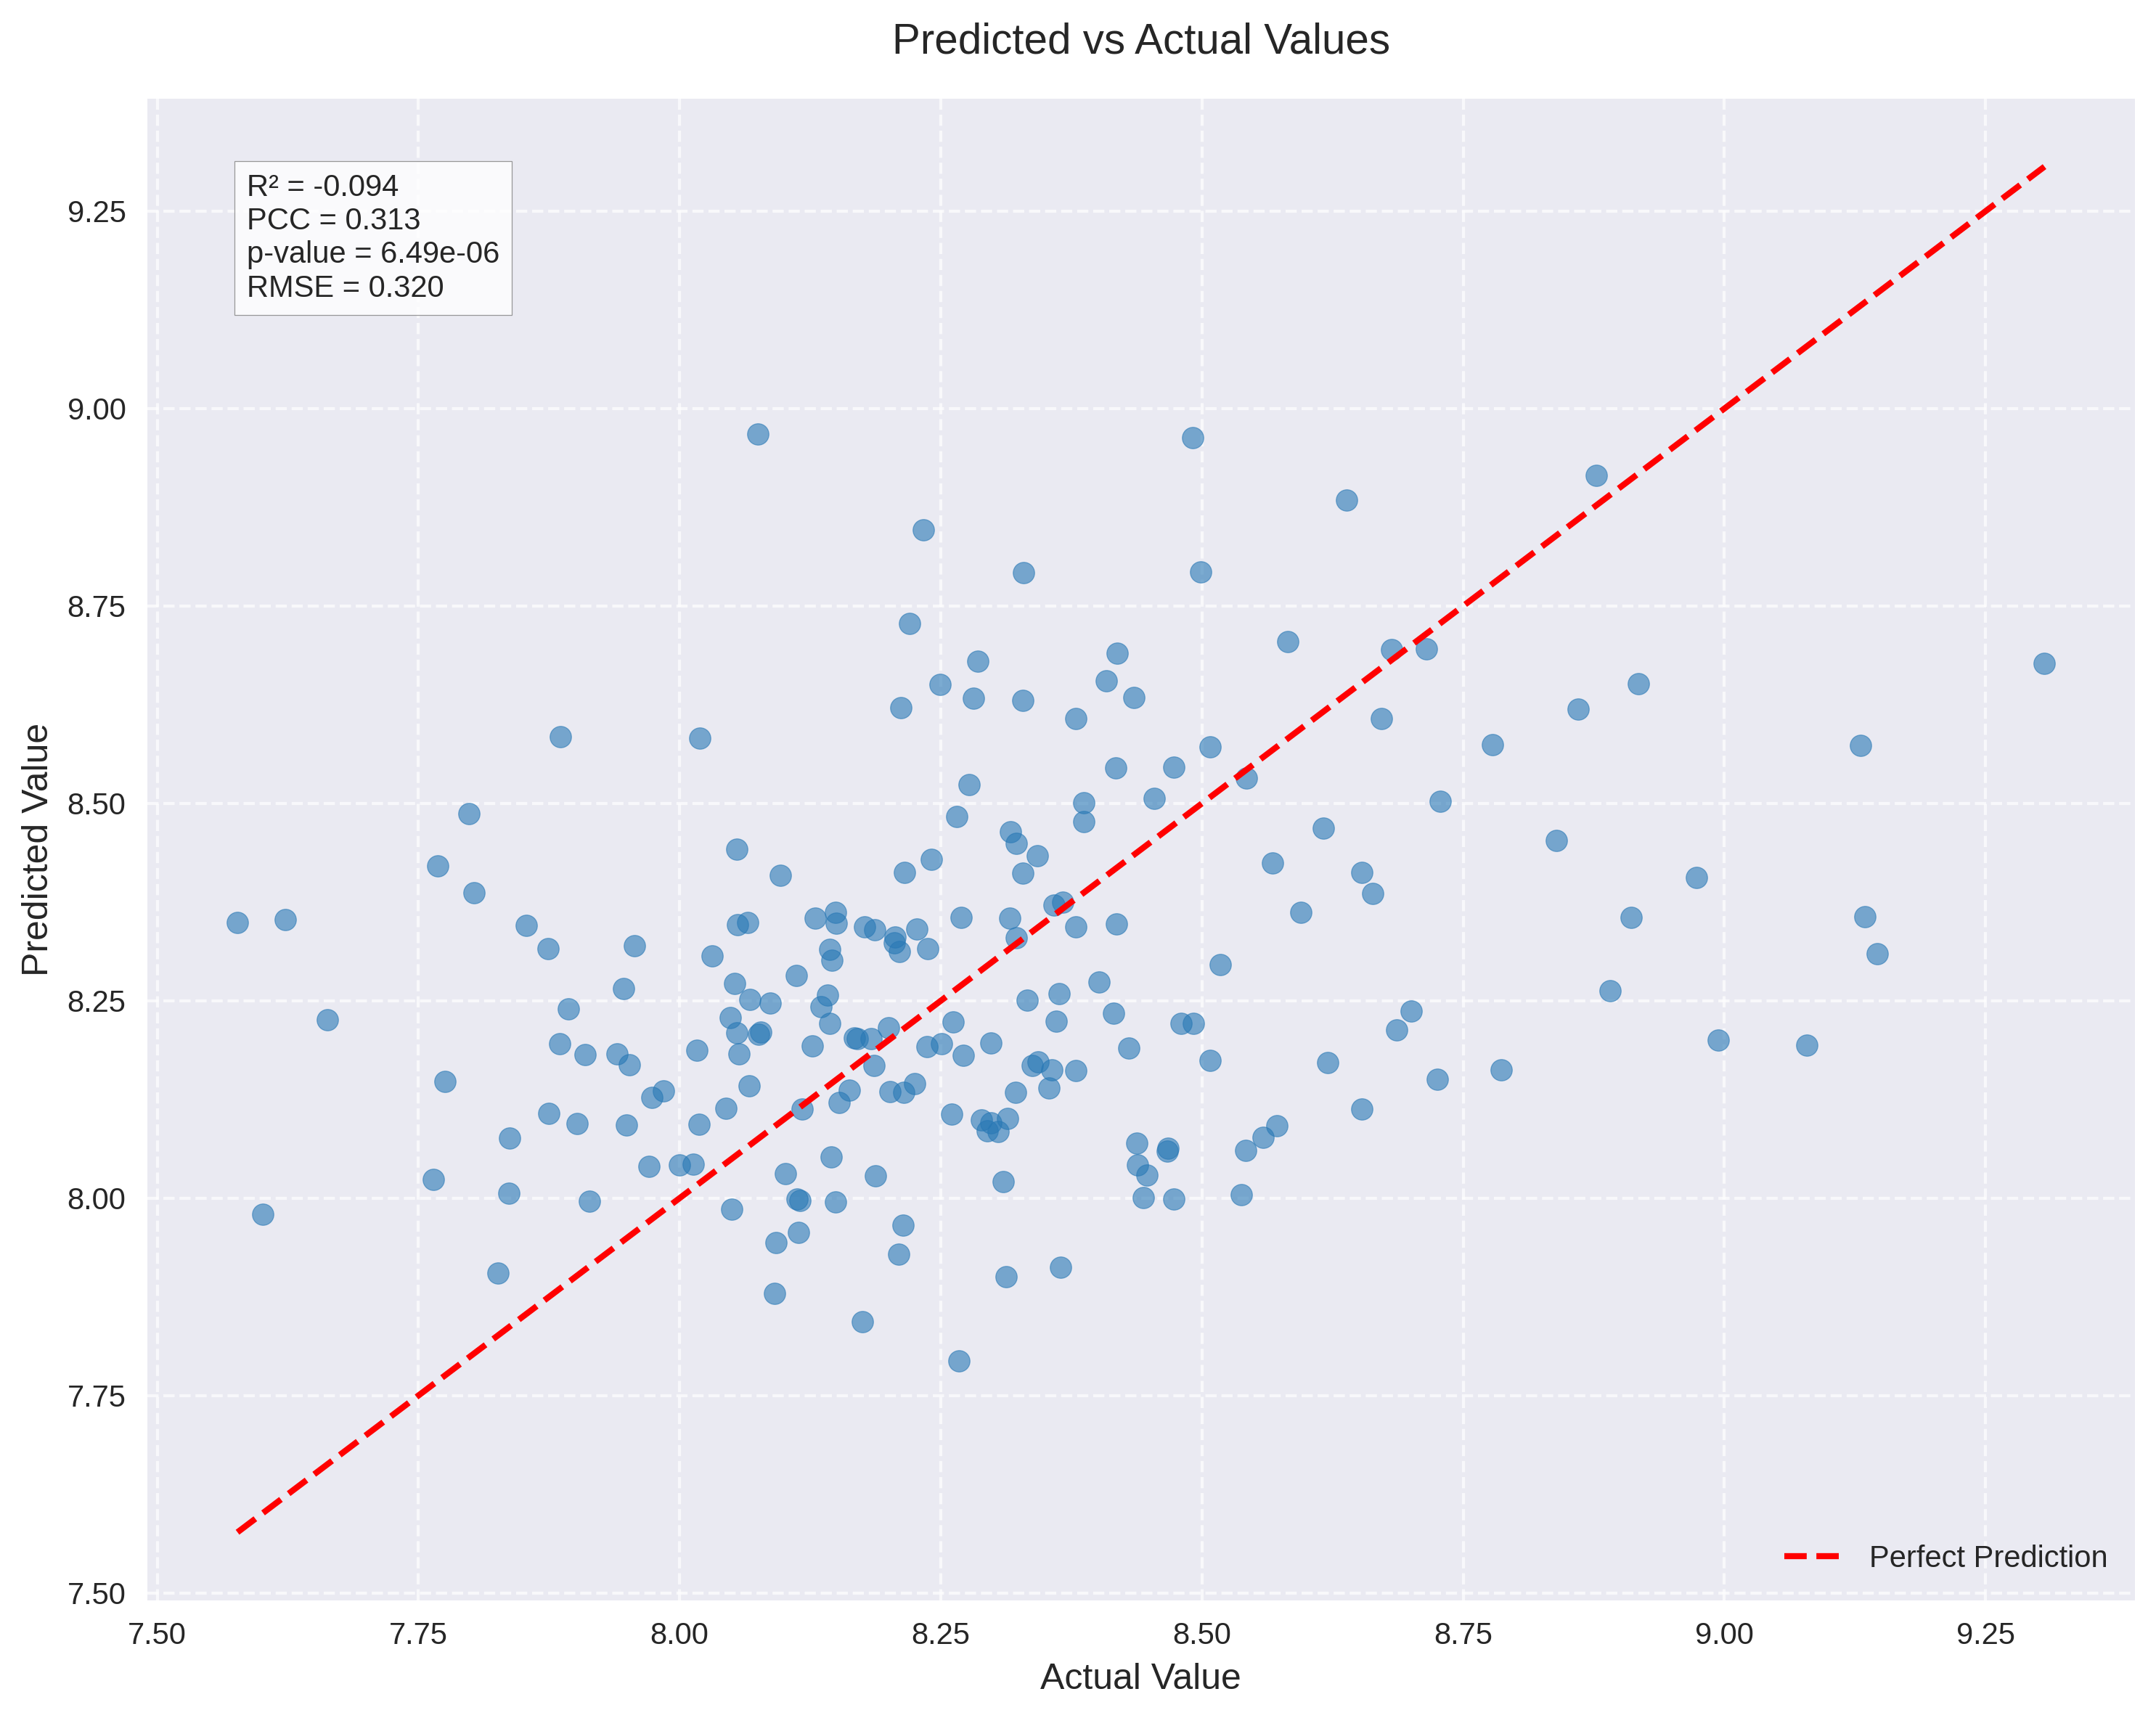 Predicted vs Actual Values
R² = -0.094
PCC = 0.313
p-value = 6.49e-06
RMSE = 0.320
9.25
9.00
8.75
8.50
8.25
8.00
7.75
7.50
Predicted Value
Perfect Prediction
7.50 7.75 8.00 8.25 8.50 8.75 9.00 9.25
Actual Value